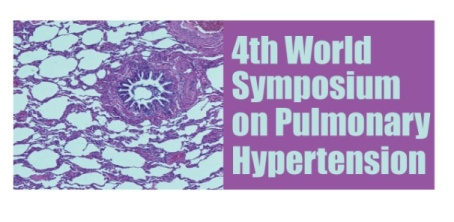 4th World
Symposium
on Pulmonary
Hypertension